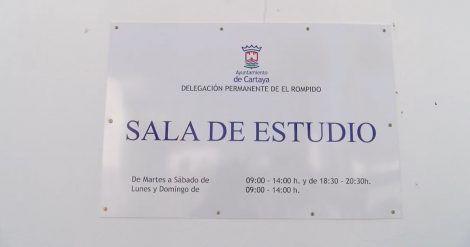 Ayuntamiento
de Cartaya
DELEGACIÓN PERMANENTE DE EL ROMPIDO
SALA DE ESTUDIO
De Martes a Sábado de 09:00 - 14:00 h. y de 18:30 - 20:30h.
Lunes y Domingo de 09:00 - 14:00 h.